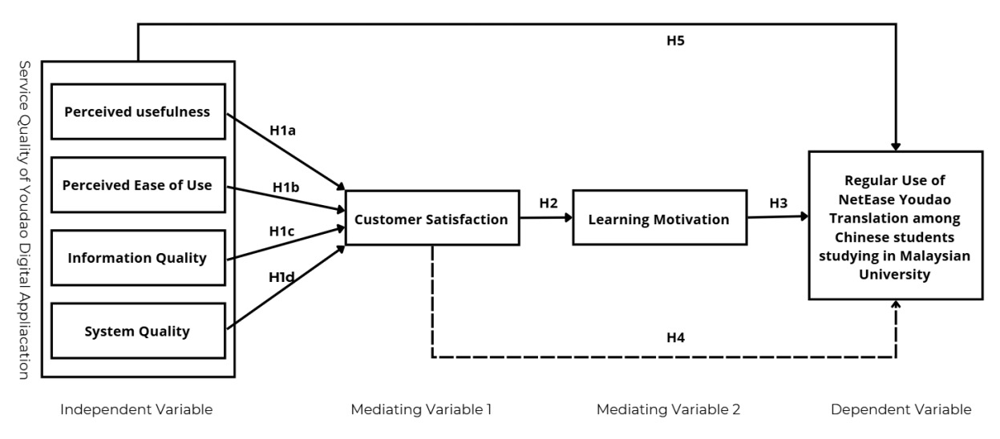 H5
Service Quality of Youdao Digital Appliacation
Perceived usefulness
H1a
Perceived Ease of Use
H1b
Information Quality
H1c
System Quality
H1d
Customer Satisfaction
H2
Learning Motivation
H3
Regular Use of
NetEase Youdao
Translation among
Chinese students
studying in Malaysian
University
H4
Independent Variable
Mediating Variable 1
Mediating Variable 2
Dependent Variable